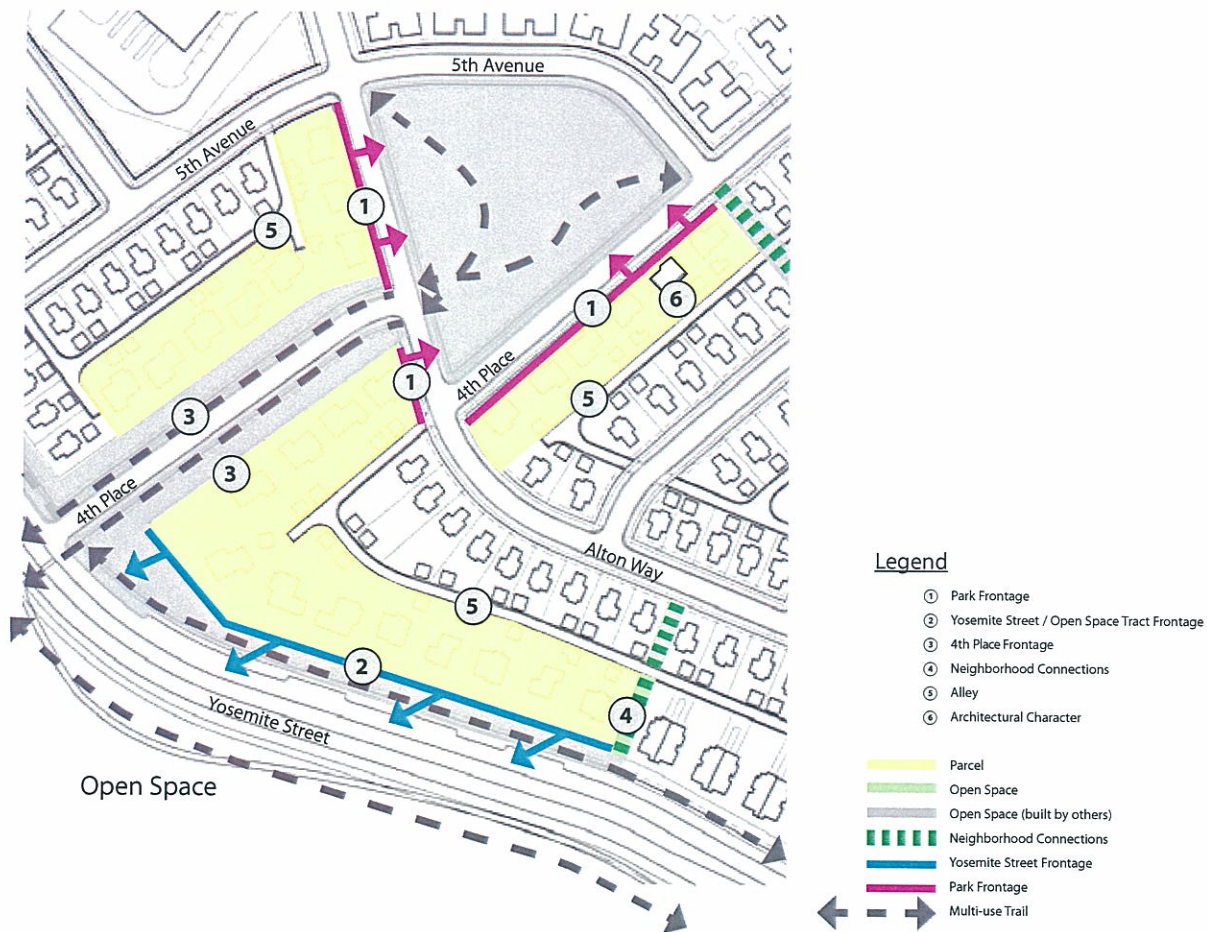 5th Avenue
5th Avenue
1
5
1
6
4th Place
1
5
3
3
4th Place
Alton Way
5
2
4
Yosemite Street
Open Space
Legend
1 Park Frontage
2 Yosemite Street / Open Space Tract Frontage
3 4th Place Frontage
4 Neighborhood Connections
5 Alley
6 Architectural Character
Parcel
Open Space
Open Space (built by others)
Neighborhood Connections
Yosemite Street Frontage
Park Frontage
Multi-use Trail